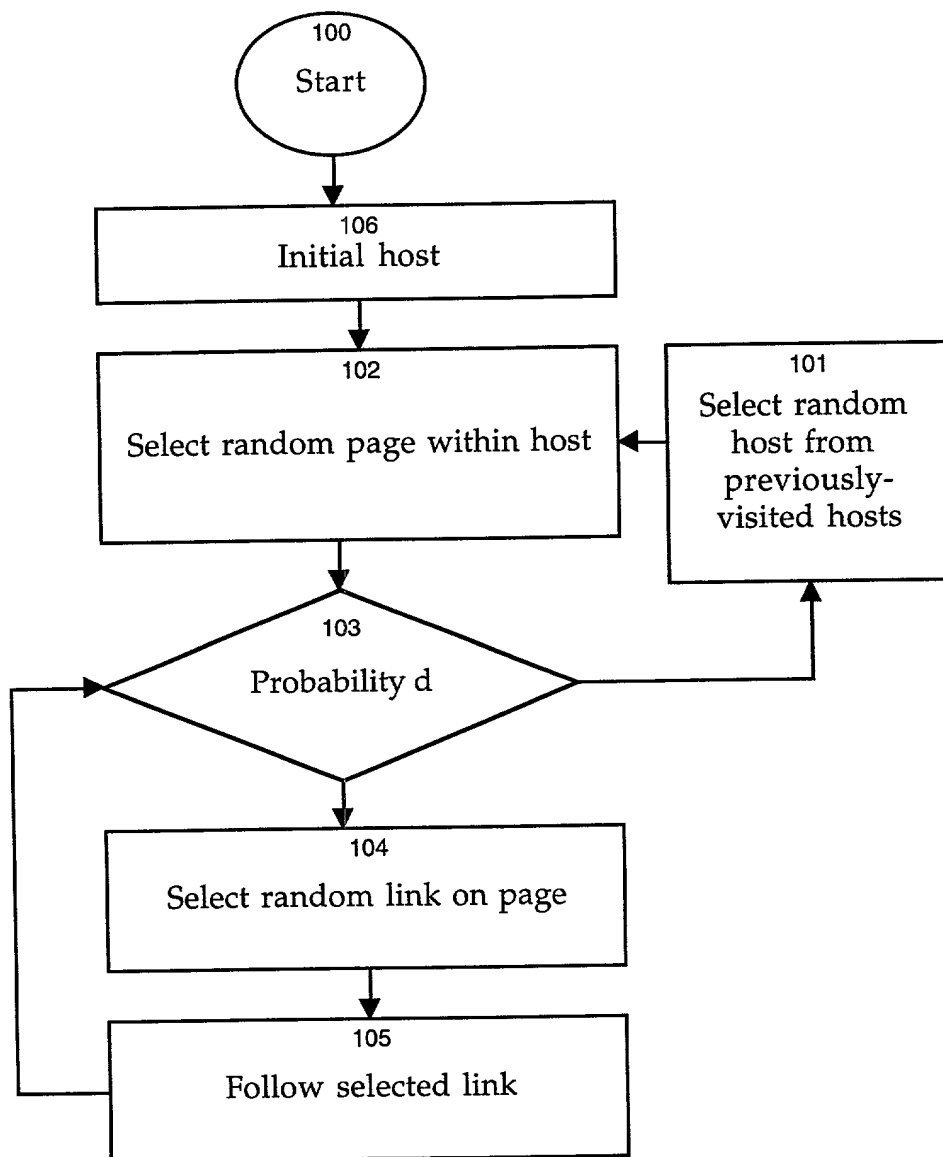 100
Start
106
Initial host
102
Select random page within host
101
Select random
host from
previously-
visited hosts
103
Probability d
104
Select random link on page
105
Follow selected link